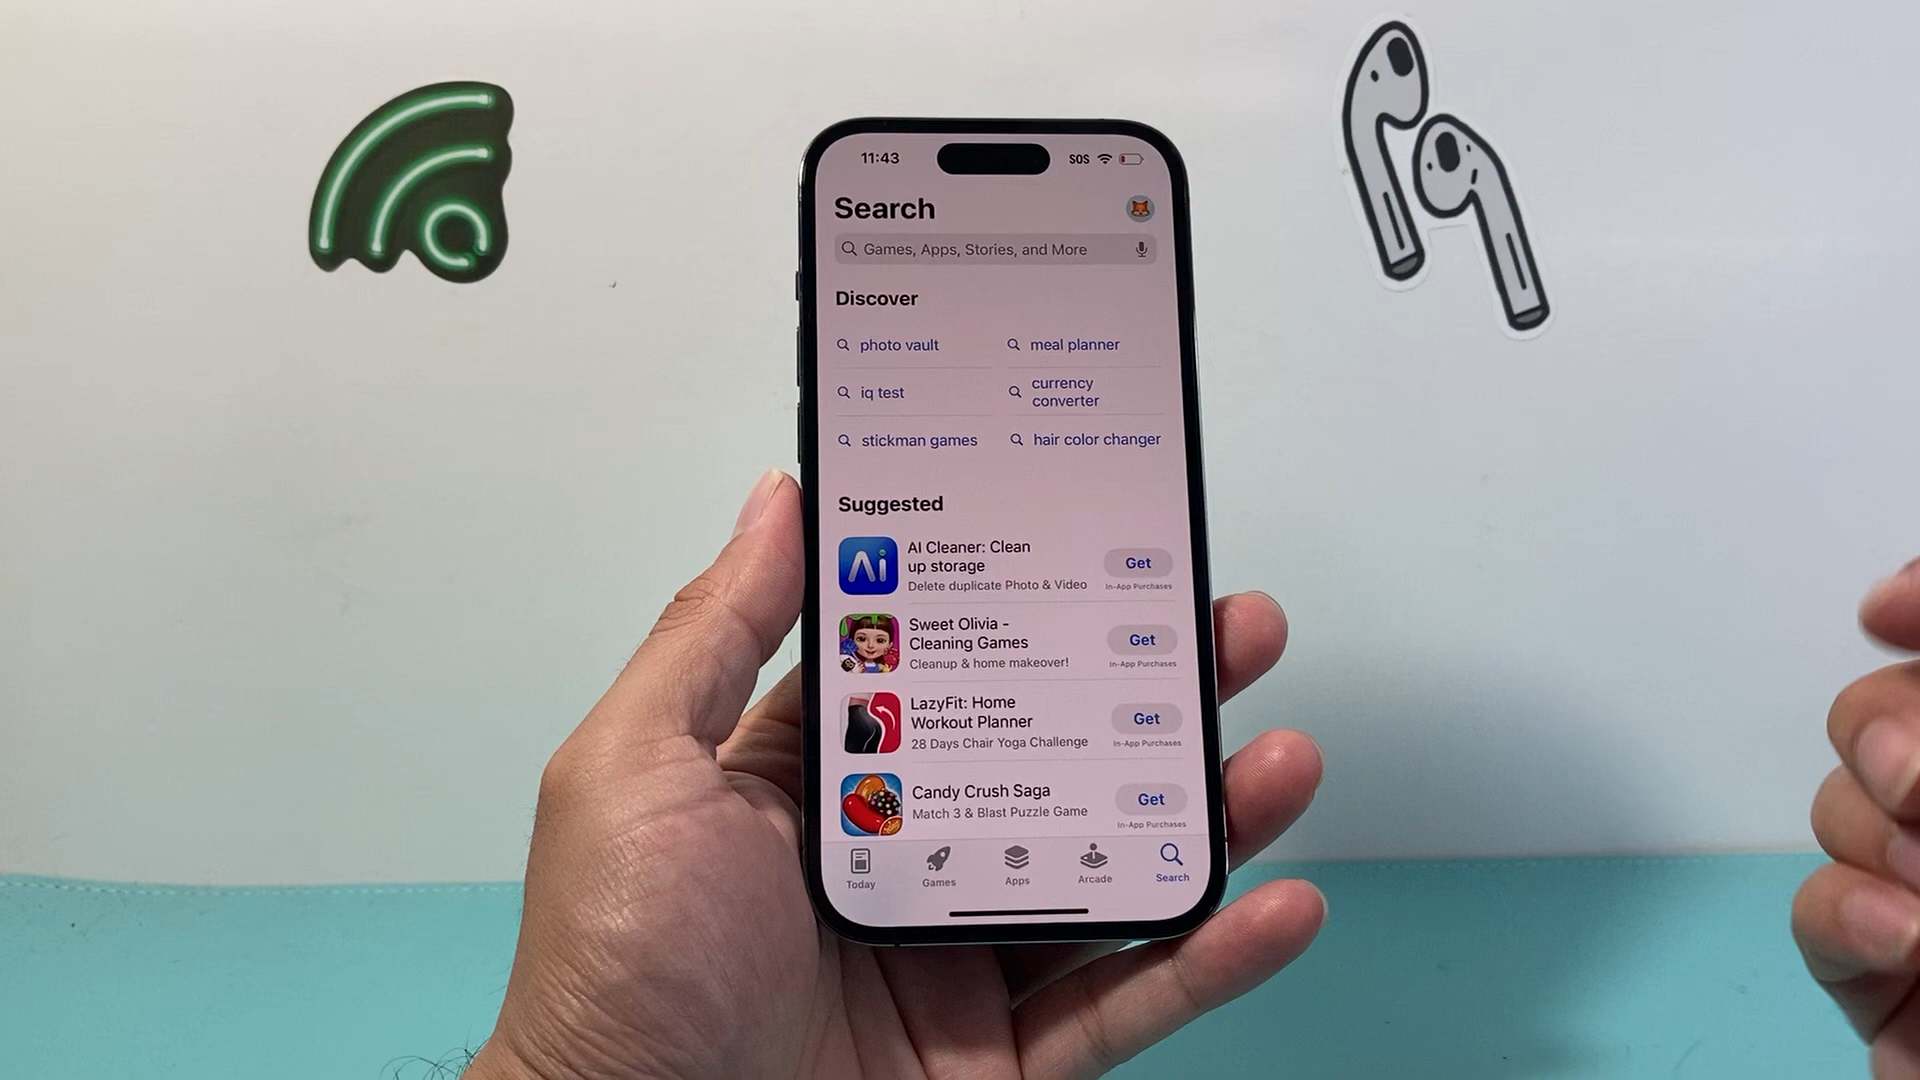 11:43
SOS
Search
Games, Apps, Stories, and More
Discover
photo vault
meal planner
iq test
currency
converter
stickman games
hair color changer
Suggested
Ai
AI Cleaner: Clean
up storage
Delete duplicate Photo & Video
Get
In-App Purchases
Sweet Olivia -
Cleaning Games
Cleanup & home makeover!
Get
In-App Purchases
LazyFit: Home
Workout Planner
28 Days Chair Yoga Challenge
Get
In-App Purchases
Candy Crush Saga
Match 3 & Blast Puzzle Game
Get
In-App Purchases
Today
Games
Apps
Arcade
Search